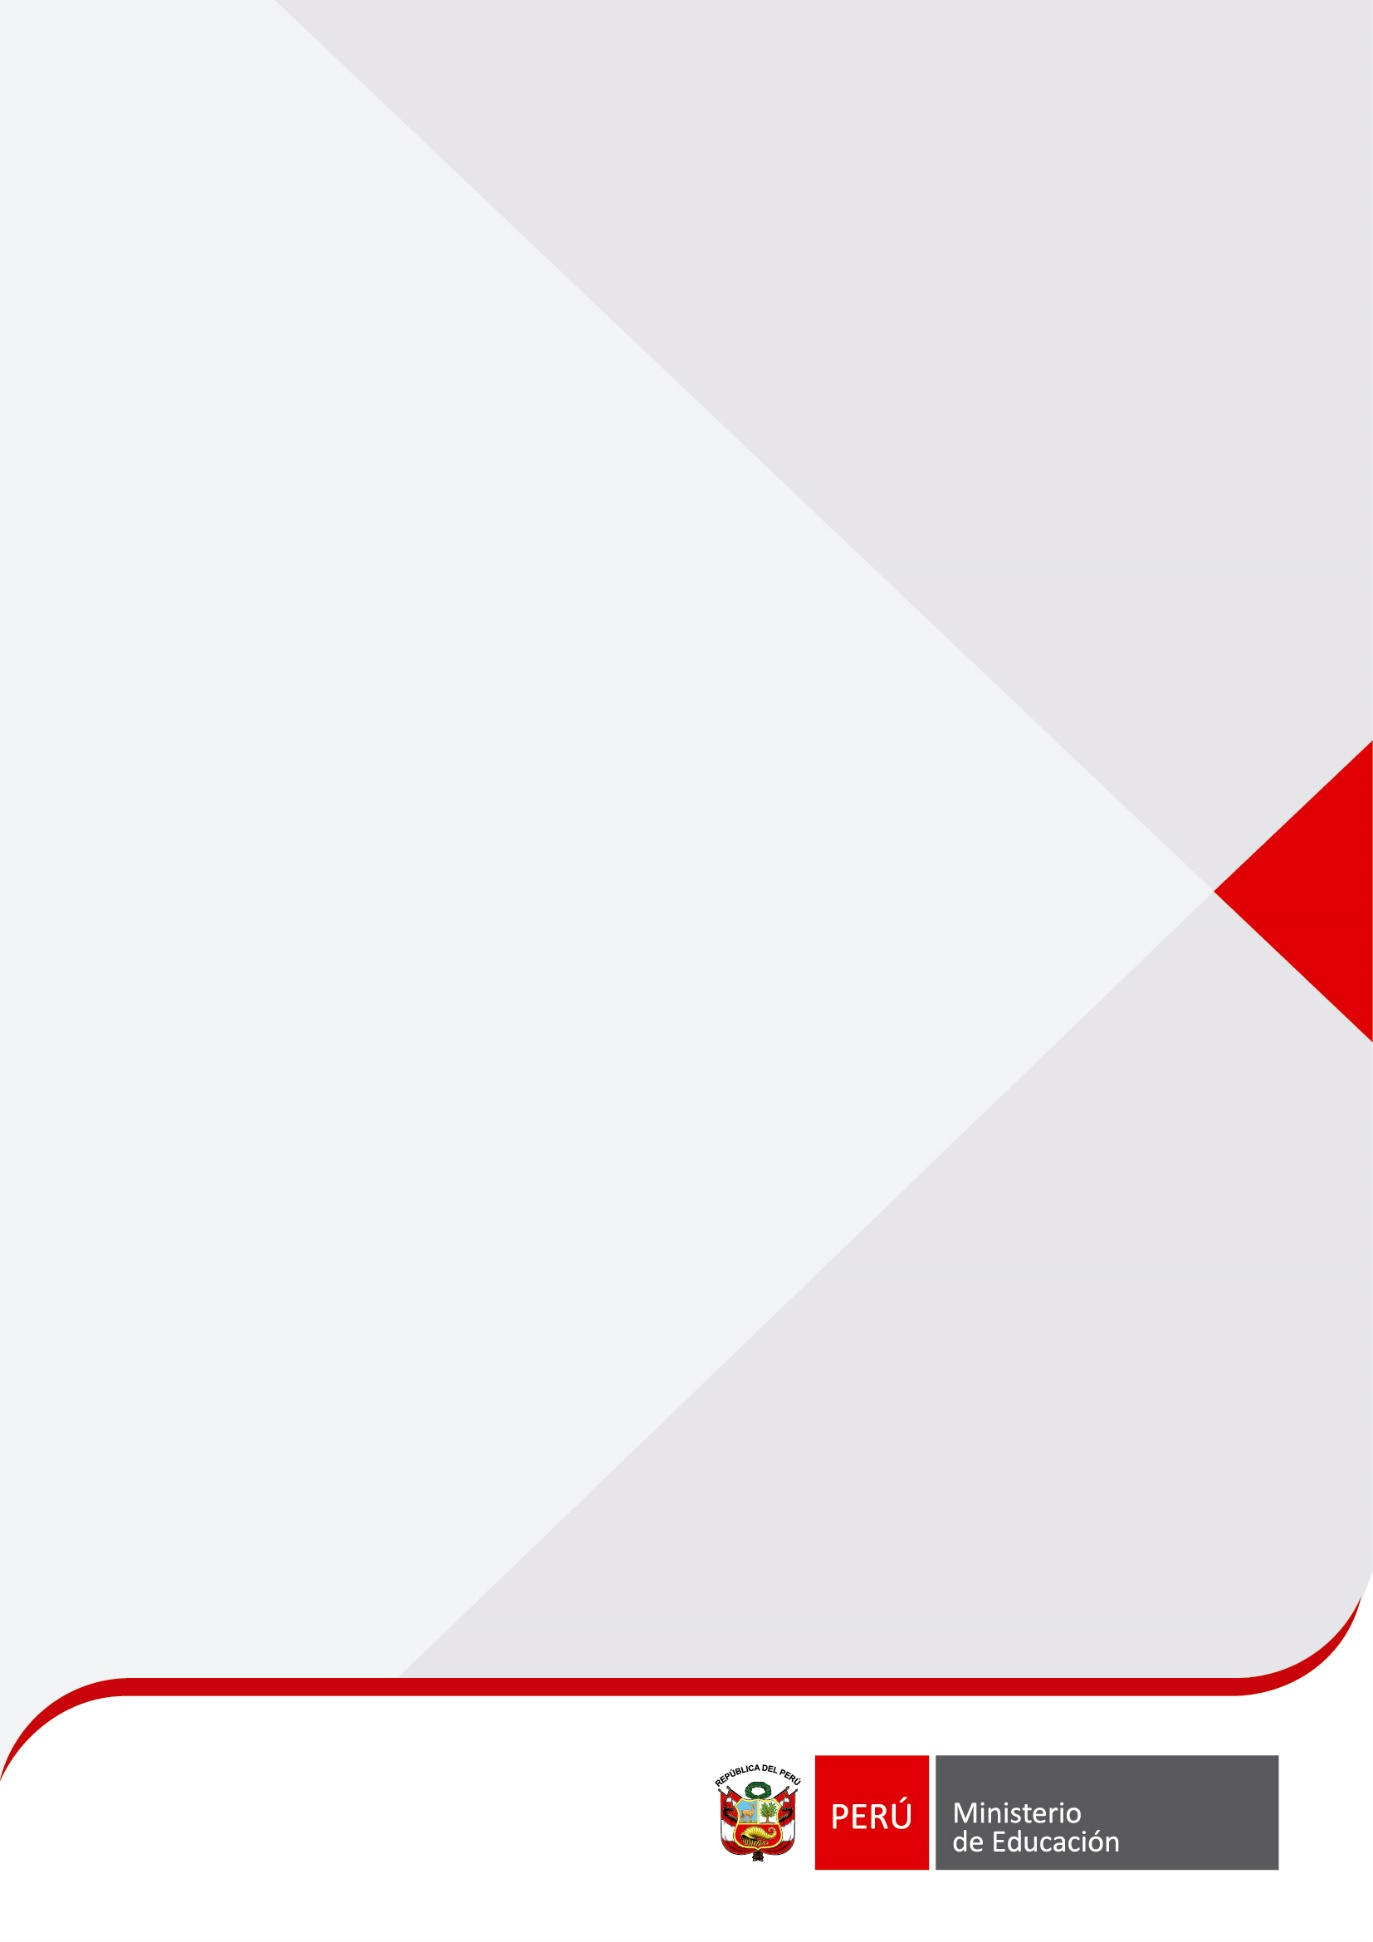 REPÚBLICA DEL PERÚ
PERÚ
Ministerio
de Educación